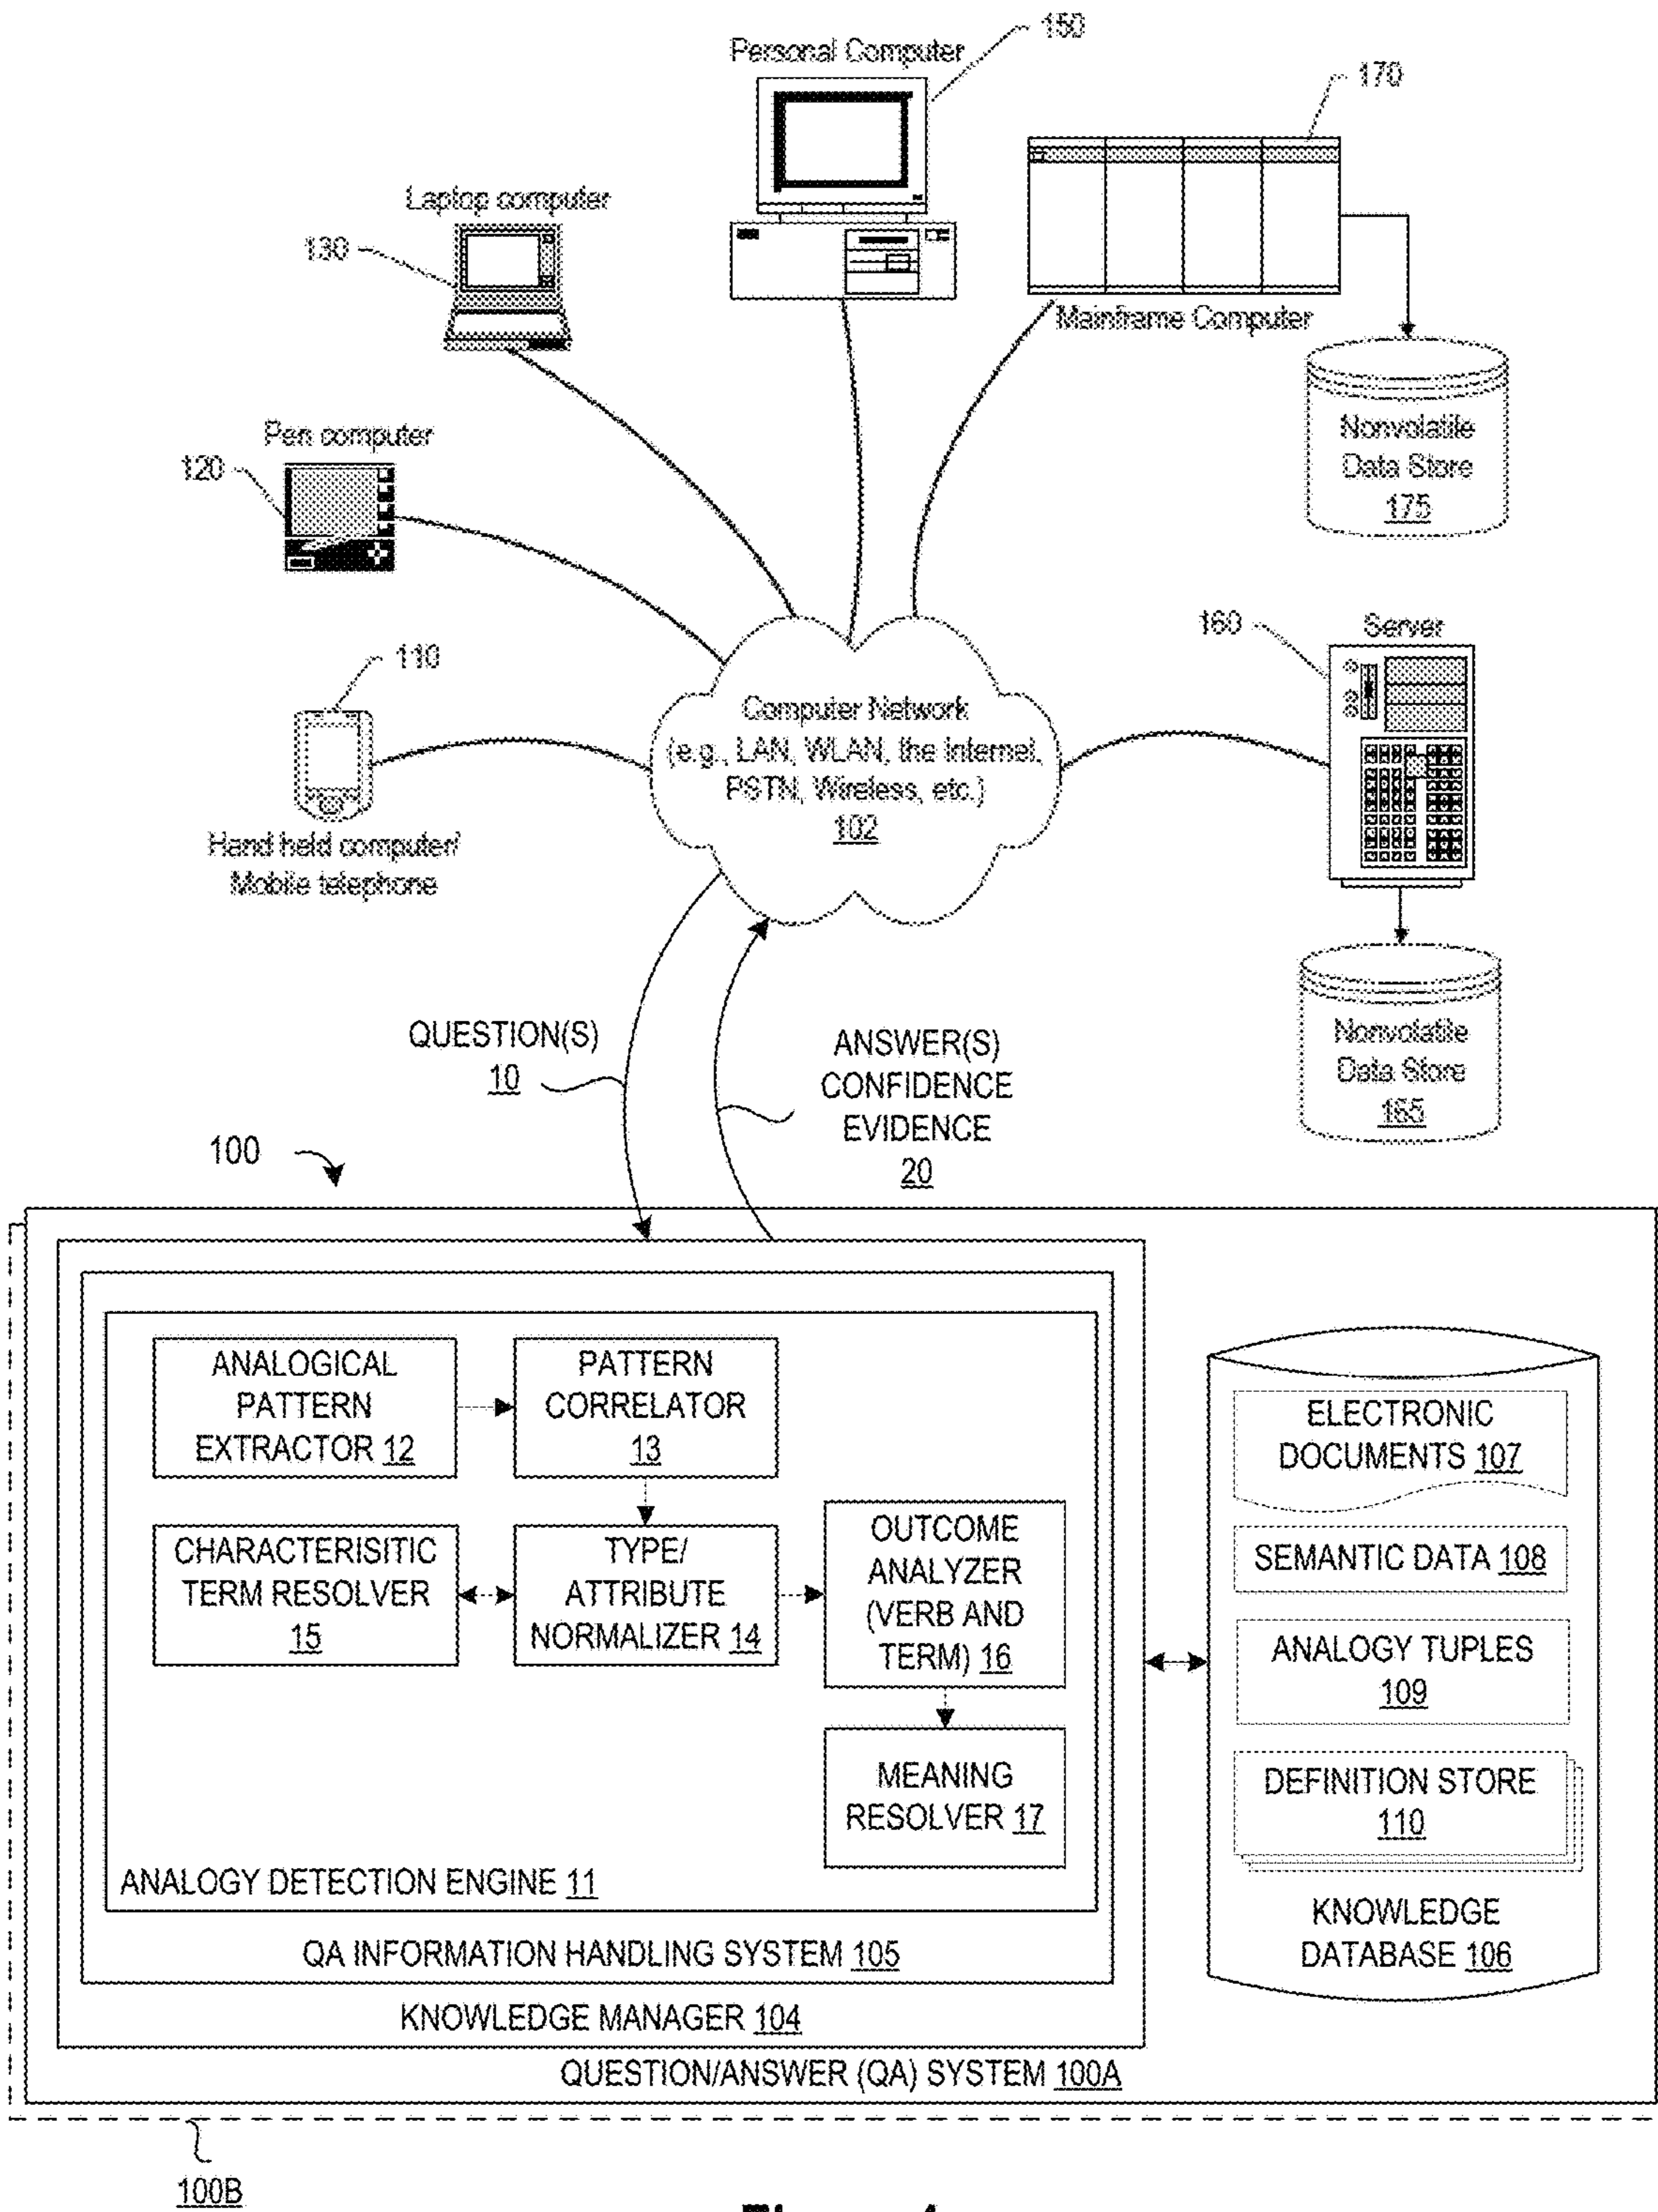 150
Personal Computer
170
Laptop computer
130
Mainframe Computer
Nonvolatile
Data Store
175
Pen computer
120
160
Server
110
Computer Network
(e.g., LAN, WLAN, the Internet,
PSTN, Wireless, etc.)
102
Hand held computer/
Mobile telephone
QUESTION(S)
10
ANSWER(S)
CONFIDENCE
EVIDENCE
20
Nonvolatile
Data Store
165
100
ANALOGICAL
PATTERN
EXTRACTOR 12
PATTERN
CORRELATOR
13
CHARACTERISITIC
TERM RESOLVER
15
TYPE/
ATTRIBUTE
NORMALIZER 14
OUTCOME
ANALYZER
(VERB AND
TERM) 16
MEANING
RESOLVER 17
ANALOGY DETECTION ENGINE 11
QA INFORMATION HANDLING SYSTEM 105
KNOWLEDGE MANAGER 104
ELECTRONIC
DOCUMENTS 107
SEMANTIC DATA 108
ANALOGY TUPLES
109
DEFINITION STORE
110
KNOWLEDGE
DATABASE 106
QUESTION/ANSWER (QA) SYSTEM 100A
100B